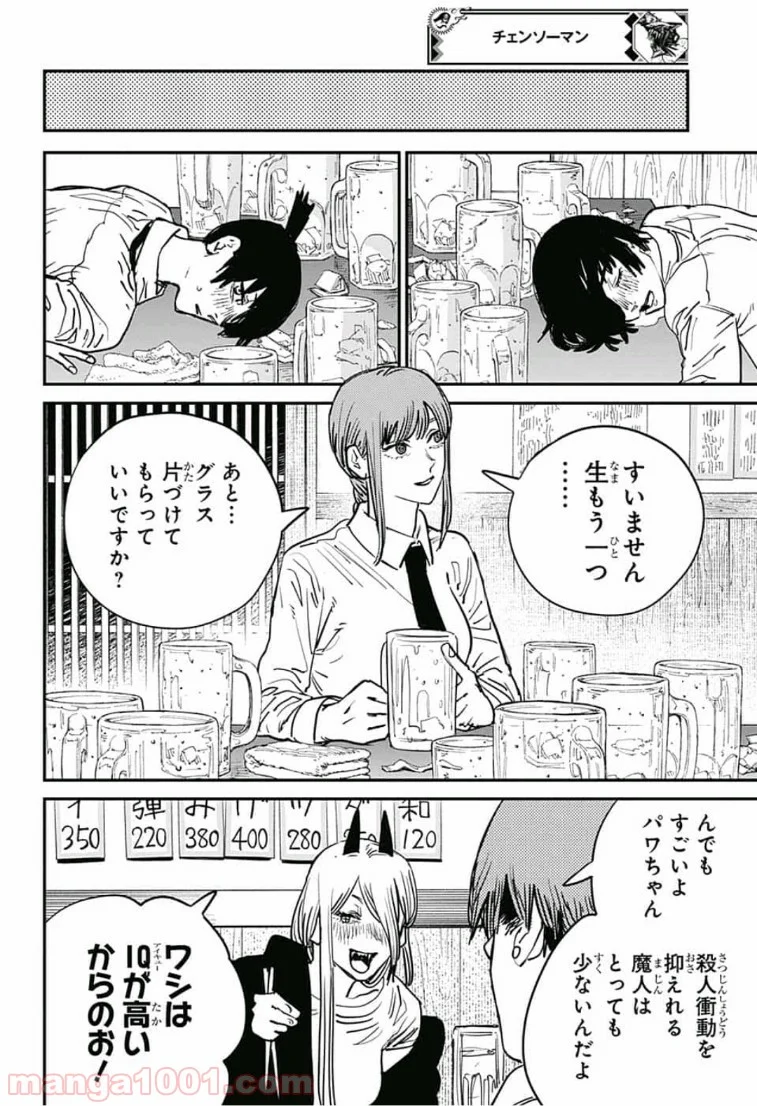 チェンソーマン
すいません
生もう一つ
……
あと…
グラス
片づけて
もらって
いいですか?
イ 弾 み ゲ ツ ダ 和
350 220 380 400 280 120
んでも
すごいよ
パワちゃん
殺人衝動を
抑えれる
魔人は
とっても
少ないんだよ
ワシは
IQが高い
からのお!
manga1001.com